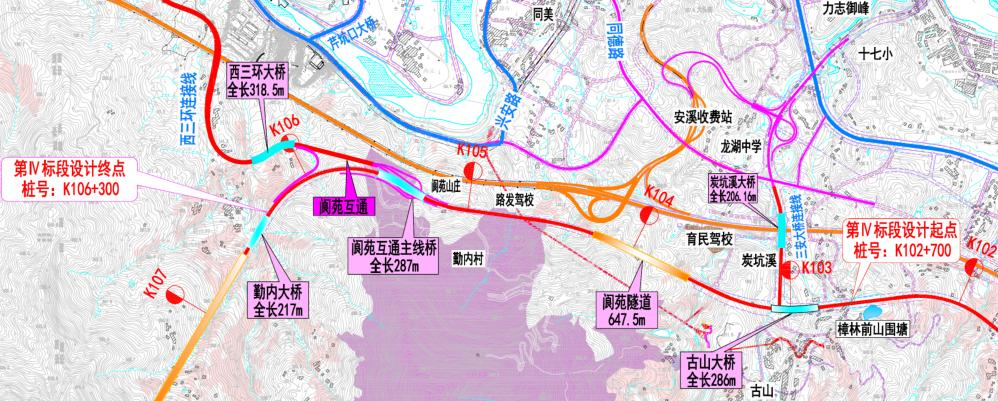 力志御峰
同美
十七小
芹坑口大桥
同德路
西三环大桥
全长318.5m
西三环连接线
兴安路
安溪收费站
龙湖中学
K106
K105
第Ⅳ标段设计终点
桩号：K106+300
阆苑山庄
炭坑溪大桥
全长206.16m
阆苑互通
路发驾校
K104
三安大桥连接线
第Ⅳ标段设计起点
桩号：K102+700
育民驾校
阆苑互通主线桥
全长287m
勤内村
炭坑溪
K103
K102
K107
勤内大桥
全长217m
阆苑隧道
647.5m
樟林前山围塘
古山大桥
全长286m
古山